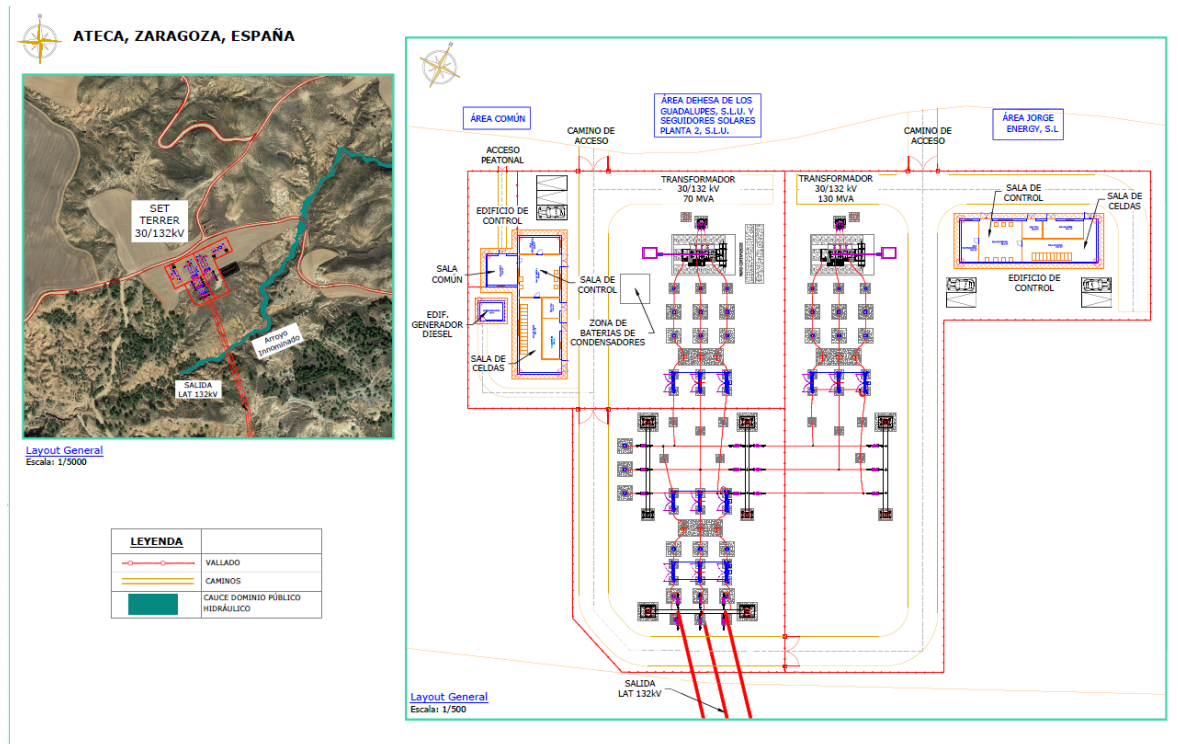 ATECA, ZARAGOZA, ESPAÑA
SET
TERRER
30/132kV
Arroyo
Innominado
SALIDA
LAT 132kV
Layout General
Escala: 1/5000
LEYENDA
VALLADO
CAMINOS
CAUCE DOMINIO PÚBLICO
HIDRÁULICO
ÁREA COMÚN
ÁREA DEHESA DE LOS
GUADALUPES, S.L.U. Y
SEGUIDORES SOLARES
PLANTA 2, S.L.U.
ÁREA JORGE
ENERGY, S.L
CAMINO DE
ACCESO
CAMINO DE
ACCESO
ACCESO
PEATONAL
TRANSFORMADOR
30/132 kV
70 MVA
TRANSFORMADOR
30/132 kV
130 MVA
SALA DE
CONTROL
SALA DE
CELDAS
EDIFICIO DE
CONTROL
SALA
COMÚN
SALA DE
CONTROL
EDIFICIO DE
CONTROL
EDIF.
GENERADOR
DIESEL
ZONA DE
BATERIAS DE
CONDENSADORES
SALA DE
CELDAS
SALIDA
LAT 132kV
Layout General
Escala: 1/500